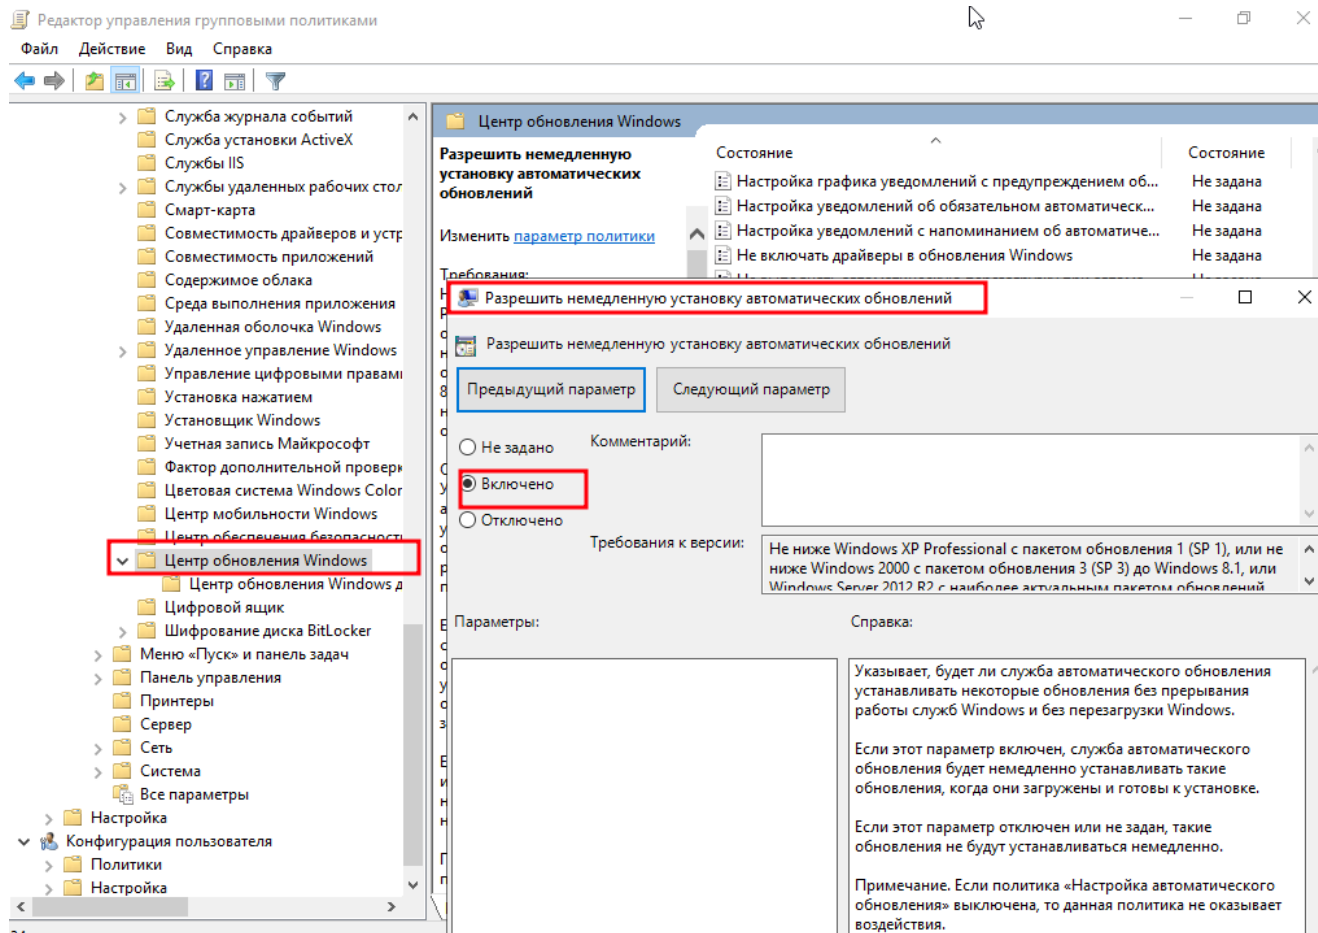 Редактор управления групповыми политиками
Файл Действие Вид Справка
Служба журнала событий
Служба установки ActiveX
Службы IIS
Службы удаленных рабочих стол
Смарт-карта
Совместимость драйверов и устр
Совместимость приложений
Содержимое облака
Среда выполнения приложения
Удаленная оболочка Windows
Удаленное управление Windows
Управление цифровыми правами
Установка нажатием
Установщик Windows
Учетная запись Майкрософт
Фактор дополнительной проверк
Цветовая система Windows Color
Центр мобильности Windows
Центр обеспечения безопасност
Центр обновления Windows
Центр обновления Windows д
Цифровой ящик
Шифрование диска BitLocker
Меню «Пуск» и панель задач
Панель управления
Принтеры
Сервер
Сеть
Система
Все параметры
Настройка
Конфигурация пользователя
Политики
Настройка
Центр обновления Windows
Разрешить немедленную
установку автоматических
обновлений
Изменить параметр политики
Требования:
Состояние Состояние
Настройка графика уведомлений с предупреждением об... Не задана
Настройка уведомлений об обязательном автоматическ... Не задана
Настройка уведомлений с напоминанием об автоматиче... Не задана
Не включать драйверы в обновления Windows Не задана
Разрешить немедленную установку автоматических обновлений
Разрешить немедленную установку автоматических обновлений
Предыдущий параметр Следующий параметр
Не задано
Включено
Отключено
Комментарий:
Требования к версии:
Не ниже Windows XP Professional с пакетом обновления 1 (SP 1), или не
ниже Windows 2000 с пакетом обновления 3 (SP 3) до Windows 8.1, или
Windows Server 2012 R2 с наиболее актуальным пакетом обновлений
Параметры:
Справка:
Указывает, будет ли служба автоматического обновления
устанавливать некоторые обновления без прерывания
работы служб Windows и без перезагрузки Windows.
Если этот параметр включен, служба автоматического
обновления будет немедленно устанавливать такие
обновления, когда они загружены и готовы к установке.
Если этот параметр отключен или не задан, такие
обновления не будут устанавливаться немедленно.
Примечание. Если политика «Настройка автоматического
обновления» выключена, то данная политика не оказывает
воздействия.